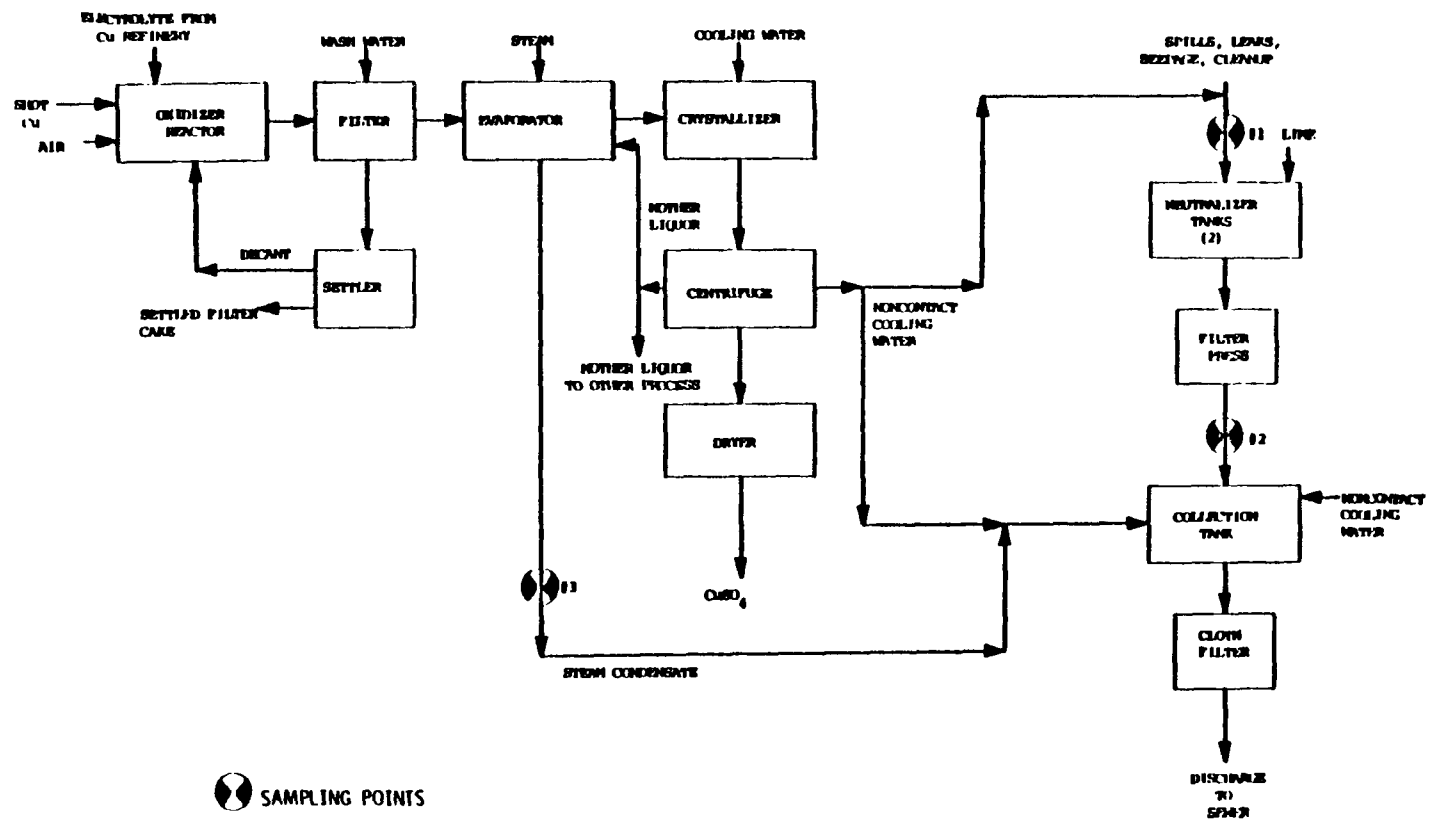 ELECTROLYTE FROM
Cu REFINERY
WASH WATER
STEAM
COOLING WATER
SPILLS, LEAKS,
SEEPAGE, CLEANUP
SHOT
Cu
AIR
OXIDIZER
REACTOR
FILTER
EVAPORATOR
CRYSTALLIZER
#1
LIME
MOTHER
LIQUOR
NEUTRALIZER
TANKS
(2)
DECANT
SETTLER
SETTLED FILTER
CAKE
CENTRIFUGE
NONCONTACT
COOLING
WATER
FILTER
PRESS
MOTHER LIQUOR
TO OTHER PROCESS
DRYER
#2
COLLECTION
TANK
NONCONTACT
COOLING
WATER
#3
CuSO4
CLOTH
FILTER
STEAM CONDENSATE
DISCHARGE
TO
SEWER
SAMPLING POINTS